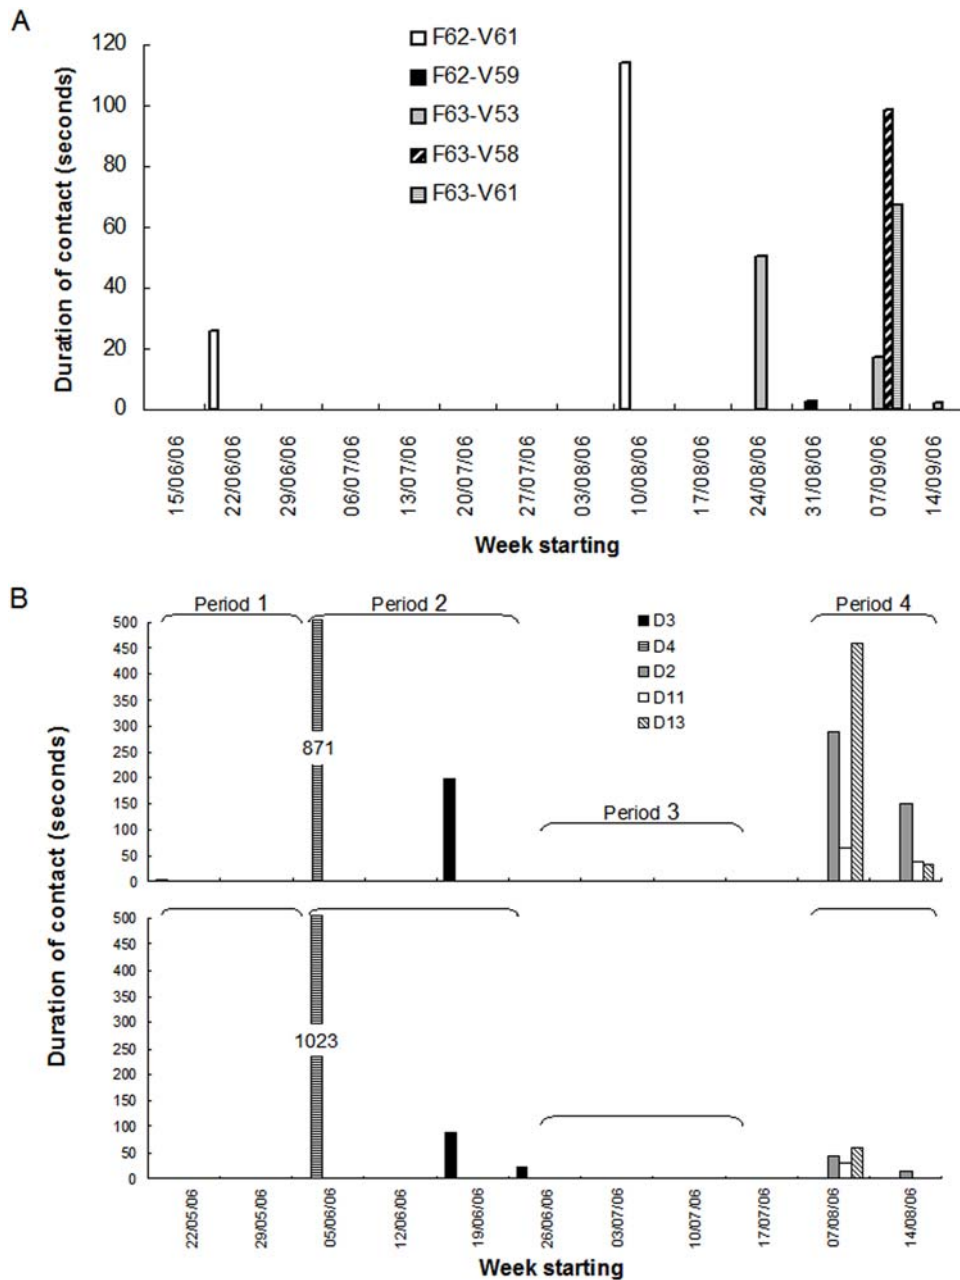 A
Duration of contact (seconds)
120
100
80
60
40
20
0
F62-V61
F62-V59
F63-V53
F63-V58
F63-V61
15/06/06
22/06/06
29/06/06
06/07/06
13/07/06
20/07/06
27/07/06
03/08/06
10/08/06
17/08/06
24/08/06
31/08/06
07/09/06
14/09/06
Week starting
B
Duration of contact (seconds)
Period 1
Period 2
Period 3
Period 4
500
450
400
350
300
250
200
150
100
50
0
871
D3
D4
D2
D11
D13
500
450
400
350
300
250
200
150
100
50
0
1023
22/05/06
29/05/06
05/06/06
12/06/06
19/06/06
26/06/06
03/07/06
10/07/06
17/07/06
07/08/06
14/08/06
Week starting